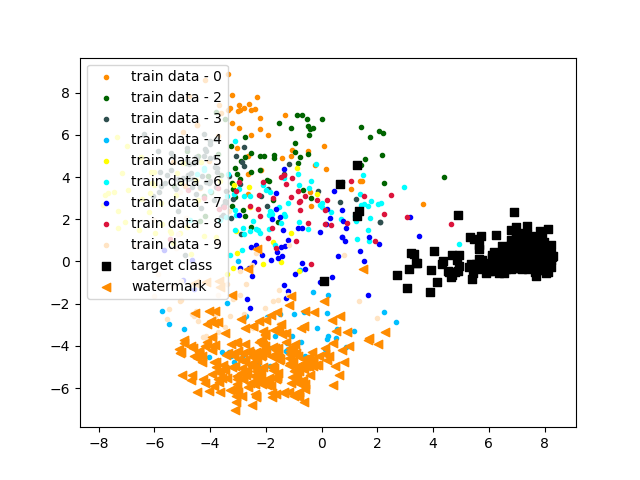 train data - 0
train data - 2
train data - 3
train data - 4
train data - 5
train data - 6
train data - 7
train data - 8
train data - 9
target class
watermark
8
6
4
2
0
−2
−4
−6
−8 −6 −4 −2 0 2 4 6 8